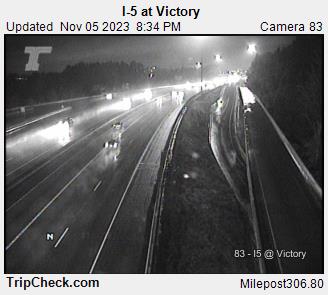 I-5 at Victory
Updated Nov 05 2023 8:34 PM Camera 83
T
N
83 - I5 @ Victory
TripCheck.com Milepost306.80